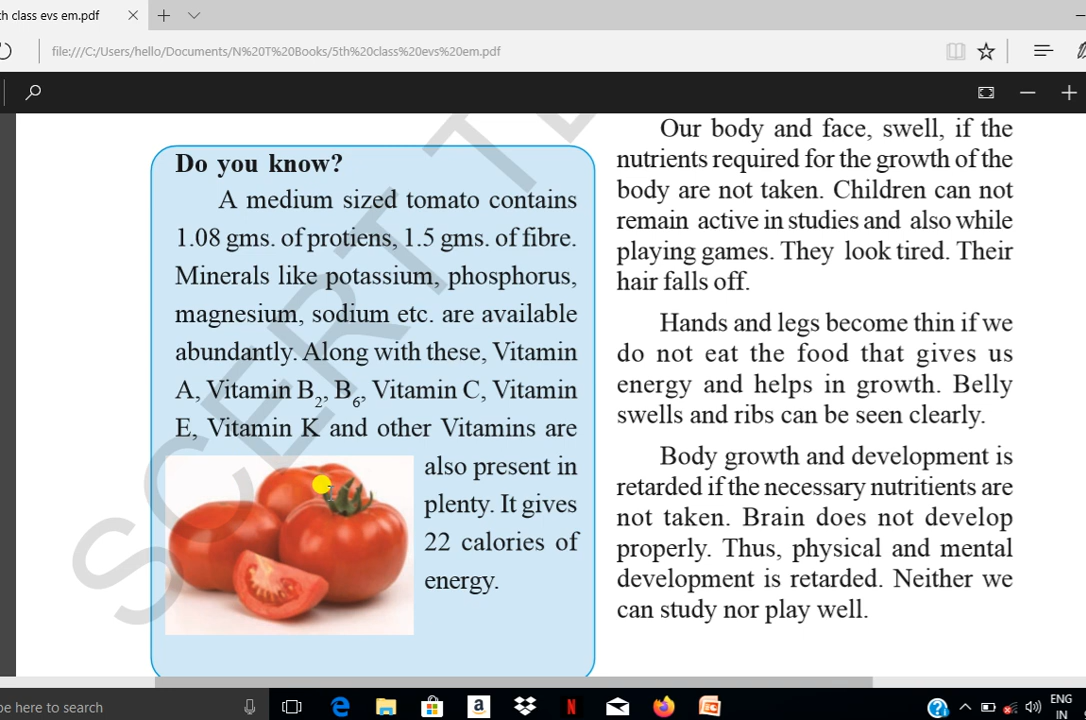 th class evs em.pdf
file:///C:/Users/hello/Documents/N%20T%20Books/5th%20class%20evs%20em.pdf
Do you know?
A medium sized tomato contains
1.08 gms. of protiens, 1.5 gms. of fibre.
Minerals like potassium, phosphorus,
magnesium, sodium etc. are available
abundantly. Along with these, Vitamin
A, Vitamin B2, B6, Vitamin C, Vitamin
E, Vitamin K and other Vitamins are
also present in
plenty. It gives
22 calories of
energy.
Our body and face, swell, if the
nutrients required for the growth of the
body are not taken. Children can not
remain active in studies and also while
playing games. They look tired. Their
hair falls off.
Hands and legs become thin if we
do not eat the food that gives us
energy and helps in growth. Belly
swells and ribs can be seen clearly.
Body growth and development is
retarded if the necessary nutritients are
not taken. Brain does not develop
properly. Thus, physical and mental
development is retarded. Neither we
can study nor play well.
SCERT T
pe here to search
a
N
ENG
IN